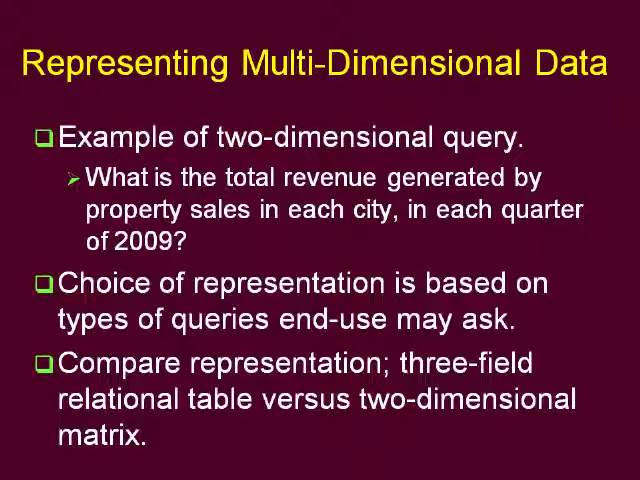 Representing Multi-Dimensional Data
Example of two-dimensional query.
What is the total revenue generated by
property sales in each city, in each quarter
of 2009?
Choice of representation is based on
types of queries end-use may ask.
Compare representation; three-field
relational table versus two-dimensional
matrix.